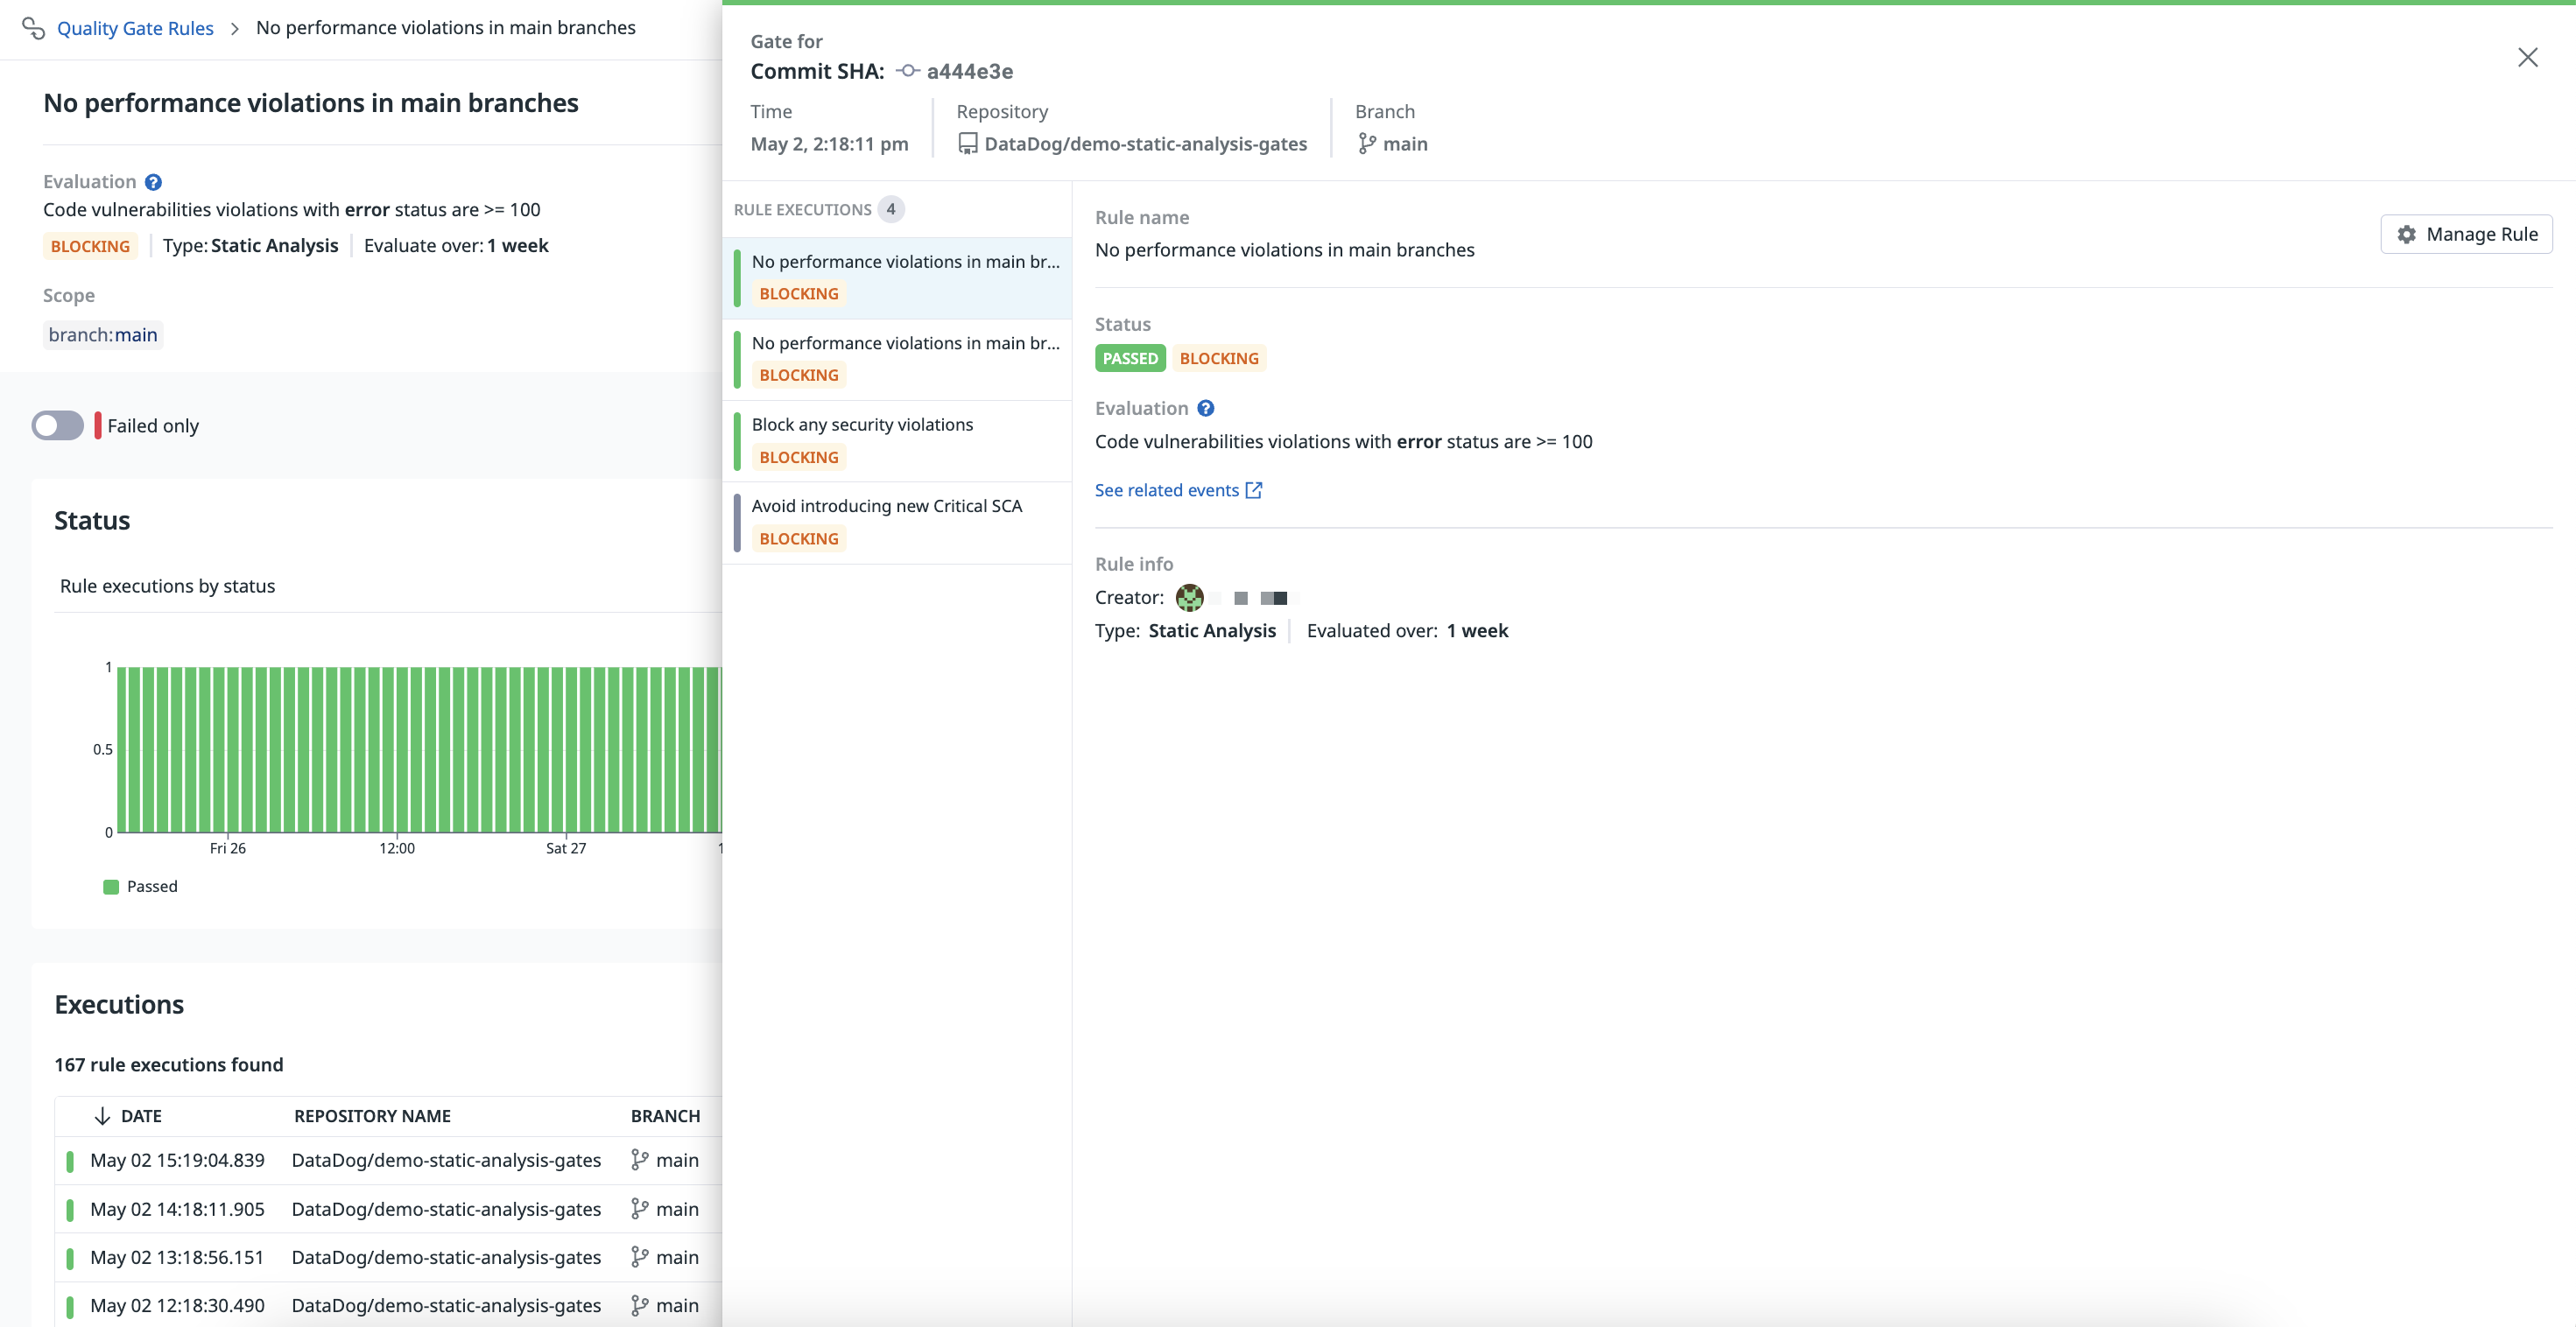 Quality Gate Rules > No performance violations in main branches
No performance violations in main branches
Evaluation ?
Code vulnerabilities violations with error status are >= 100
BLOCKING Type: Static Analysis Evaluate over: 1 week
Scope
branch:main
Failed only
Status
Rule executions by status
1
0.5
0
Fri 26 12:00 Sat 27
Passed
Executions
167 rule executions found
DATE REPOSITORY NAME BRANCH
May 02 15:19:04.839 DataDog/demo-static-analysis-gates main
May 02 14:18:11.905 DataDog/demo-static-analysis-gates main
May 02 13:18:56.151 DataDog/demo-static-analysis-gates main
May 02 12:18:30.490 DataDog/demo-static-analysis-gates main
Gate for
Commit SHA: a444e3e
Time Repository Branch
May 2, 2:18:11 pm DataDog/demo-static-analysis-gates main
RULE EXECUTIONS 4
No performance violations in main br...
BLOCKING
No performance violations in main br...
BLOCKING
Block any security violations
BLOCKING
Avoid introducing new Critical SCA
BLOCKING
Rule name
No performance violations in main branches
Manage Rule
Status
PASSED BLOCKING
Evaluation ?
Code vulnerabilities violations with error status are >= 100
See related events
Rule info
Creator:
Type: Static Analysis Evaluated over: 1 week